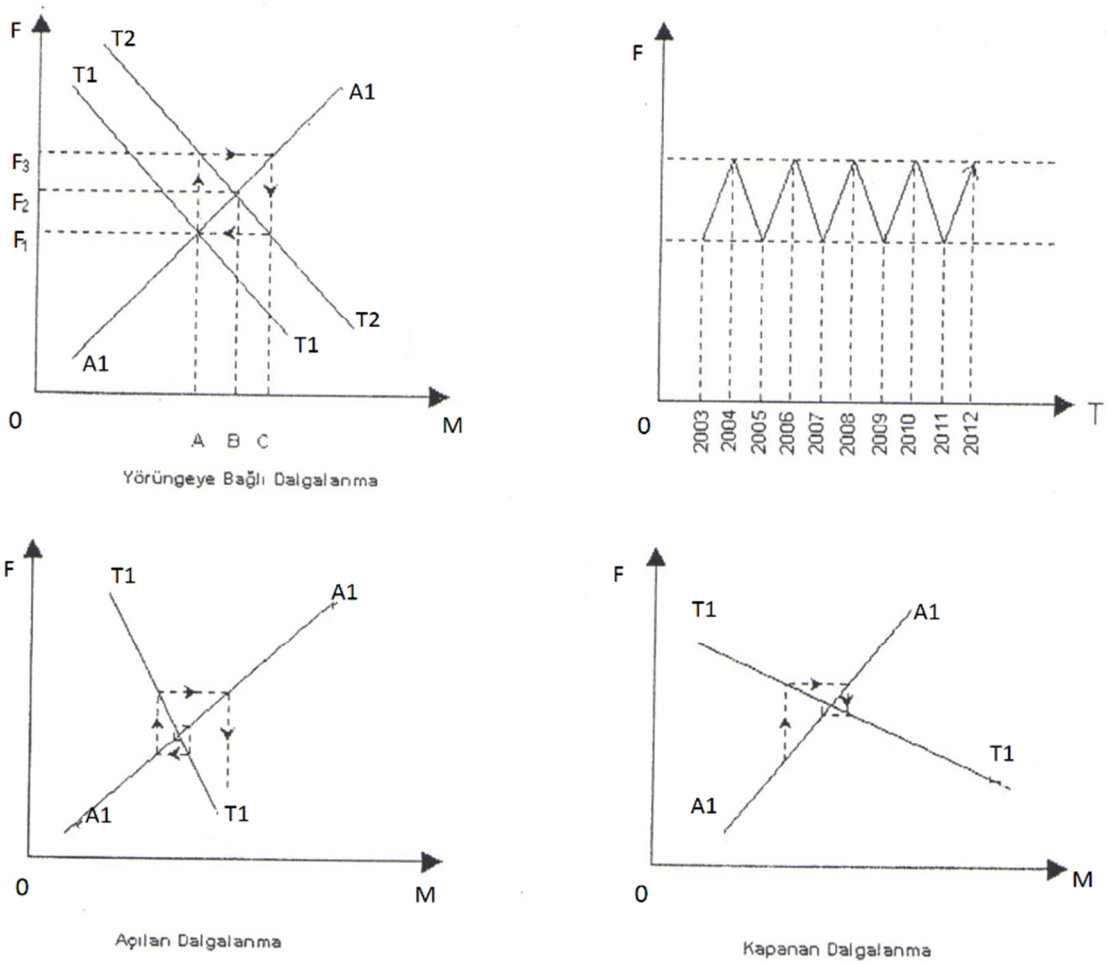 F
T2
T1
A1
F3
F2
F1
T2
T1
A1
0
A B C
M
Yörüngeye Bağlı Dalgalanma
F
0
2003
2004
2005
2006
2007
2008
2009
2010
2011
2012
T
F
T1
A1
A1
T1
0
M
Açılan Dalgalanma
F
T1
A1
T1
A1
0
M
Kapanan Dalgalanma